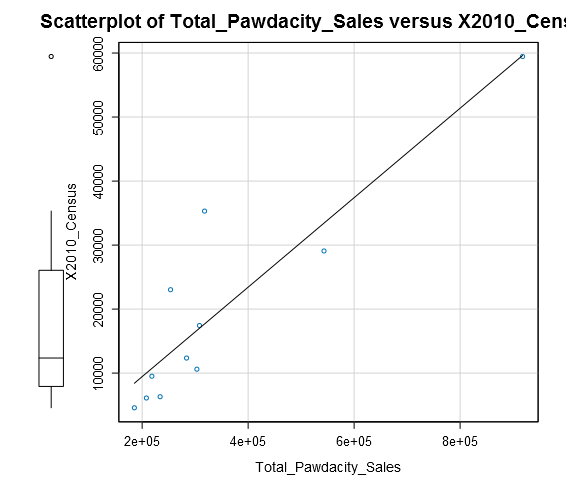 Scatterplot of Total_Pawdacity_Sales versus X2010_Cens
60000
50000
40000
30000
20000
10000
X2010_Census
2e+05 4e+05 6e+05 8e+05
Total_Pawdacity_Sales